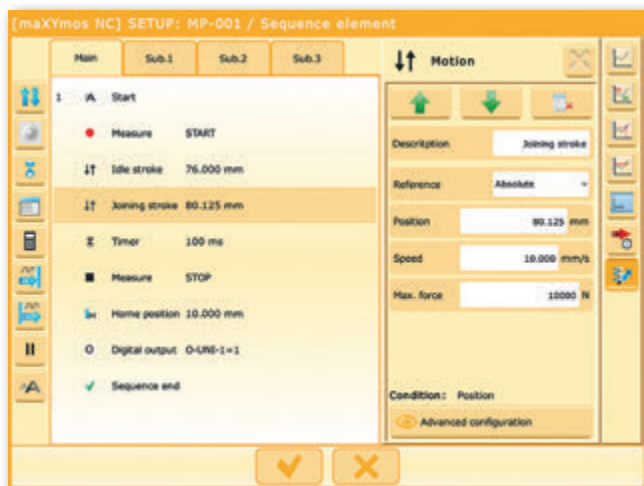 [maXYmos NC] SETUP: MP-001 / Sequence element
Main Sub.1 Sub.2 Sub.3
1 A Start
Measure START
Idle stroke 76.000 mm
Joining stroke 80.125 mm
Timer 100 ms
Measure STOP
Home position 10.000 mm
Digital output O-UNI-1=1
Sequence end
Motion
Description Joining stroke
Reference Absolute
Position 80.125 mm
Speed 10.000 mm/s
Max. force 10000 N
Condition: Position
Advanced configuration